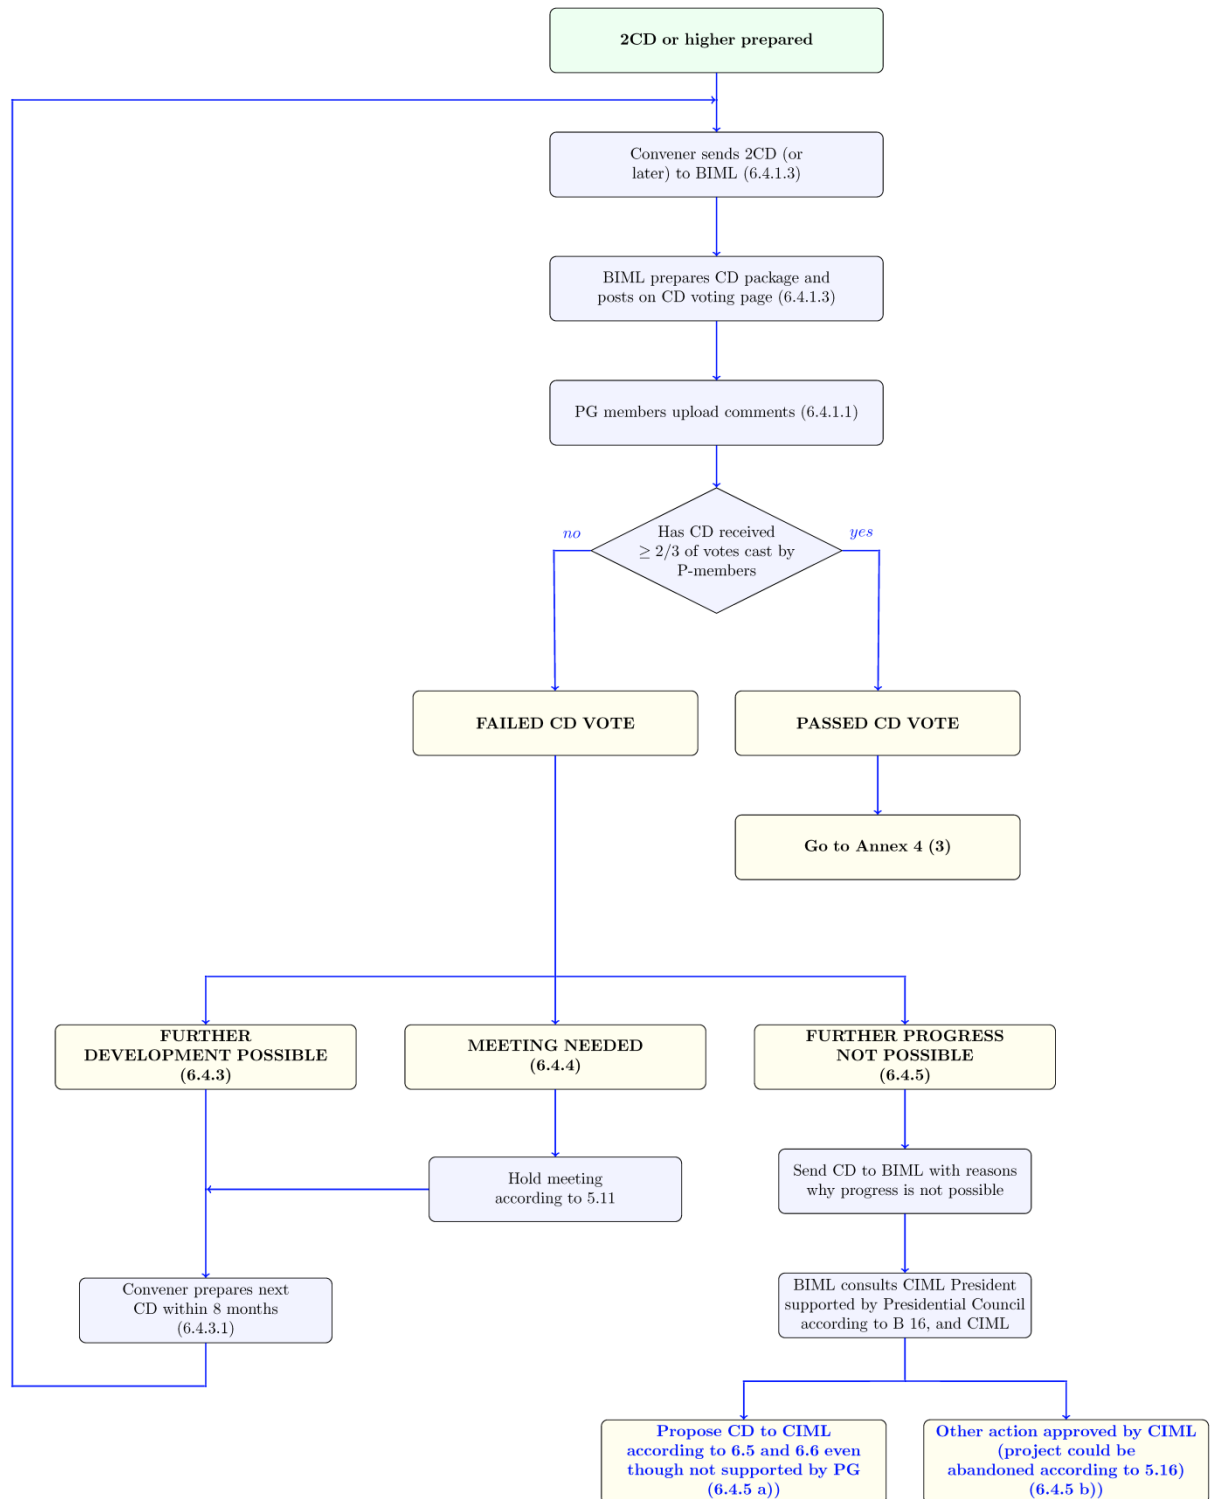 2CD or higher prepared
Convener sends 2CD (or
later) to BIML (6.4.1.3)
BIML prepares CD package and
posts on CD voting page (6.4.1.3)
PG members upload comments (6.4.1.1)
no
yes
Has CD received
≥ 2/3 of votes cast by
P-members
FAILED CD VOTE
PASSED CD VOTE
Go to Annex 4 (3)
FURTHER
DEVELOPMENT POSSIBLE
(6.4.3)
MEETING NEEDED
(6.4.4)
FURTHER PROGRESS
NOT POSSIBLE
(6.4.5)
Hold meeting
according to 5.11
Send CD to BIML with reasons
why progress is not possible
Convener prepares next
CD within 8 months
(6.4.3.1)
BIML consults CIML President
supported by Presidential Council
according to B 16, and CIML
Propose CD to CIML
according to 6.5 and 6.6 even
though not supported by PG
(6.4.5 a))
Other action approved by CIML
(project could be
abandoned according to 5.16)
(6.4.5 b))